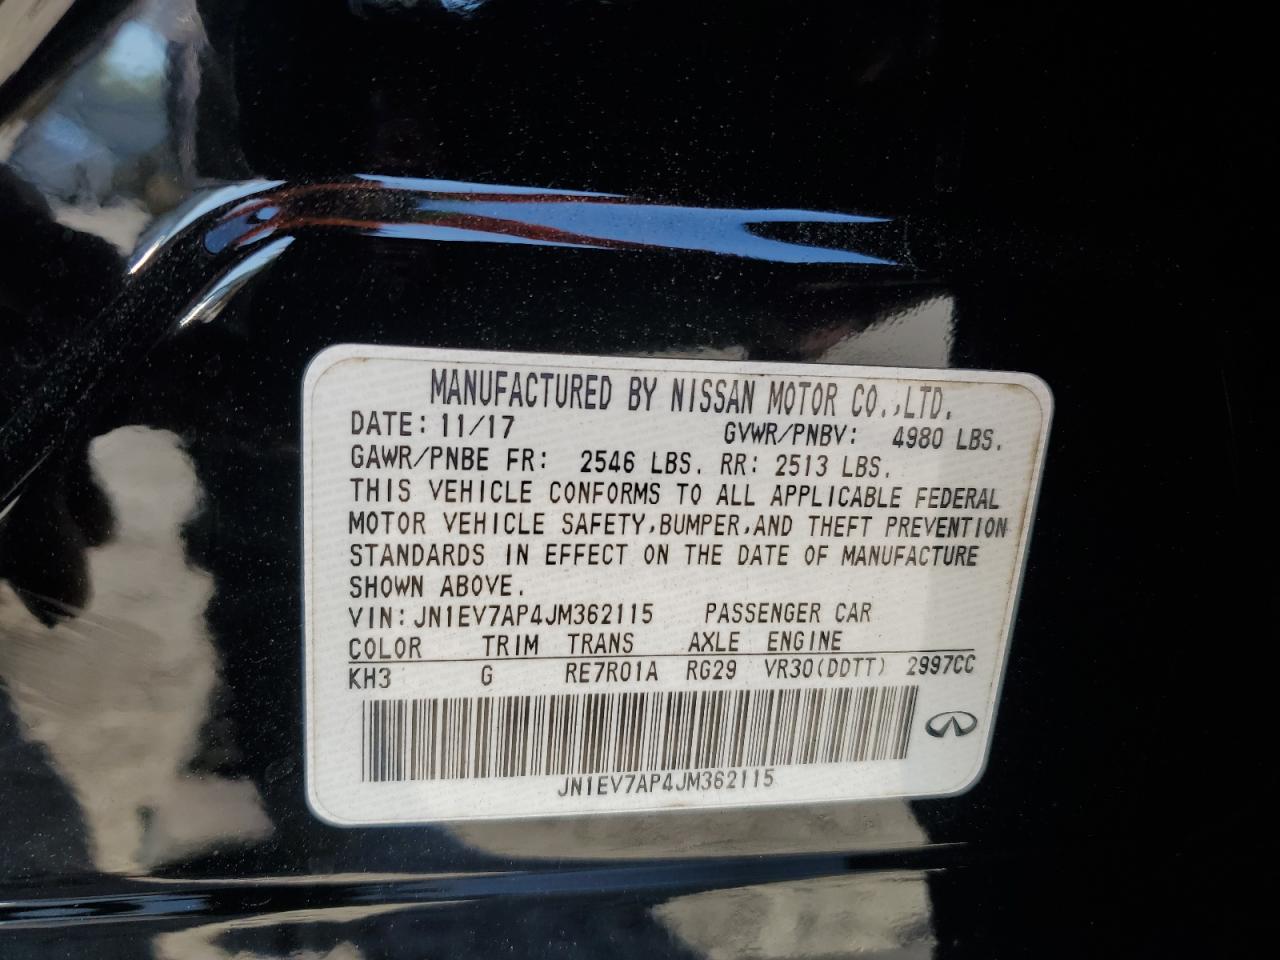 MANUFACTURED BY NISSAN MOTOR CO.,LTD.
DATE: 11/17 GVWR/PNBV: 4980 LBS.
GAWR/PNBE FR: 2546 LBS. RR: 2513 LBS.
THIS VEHICLE CONFORMS TO ALL APPLICABLE FEDERAL
MOTOR VEHICLE SAFETY,BUMPER,AND THEFT PREVENTION
STANDARDS IN EFFECT ON THE DATE OF MANUFACTURE
SHOWN ABOVE.
VIN:JN1EV7AP4JM362115 PASSENGER CAR
COLOR TRIM TRANS AXLE ENGINE
KH3 G RE7R01A RG29 VR30(DDTT) 2997CC
JN1EV7AP4JM362115